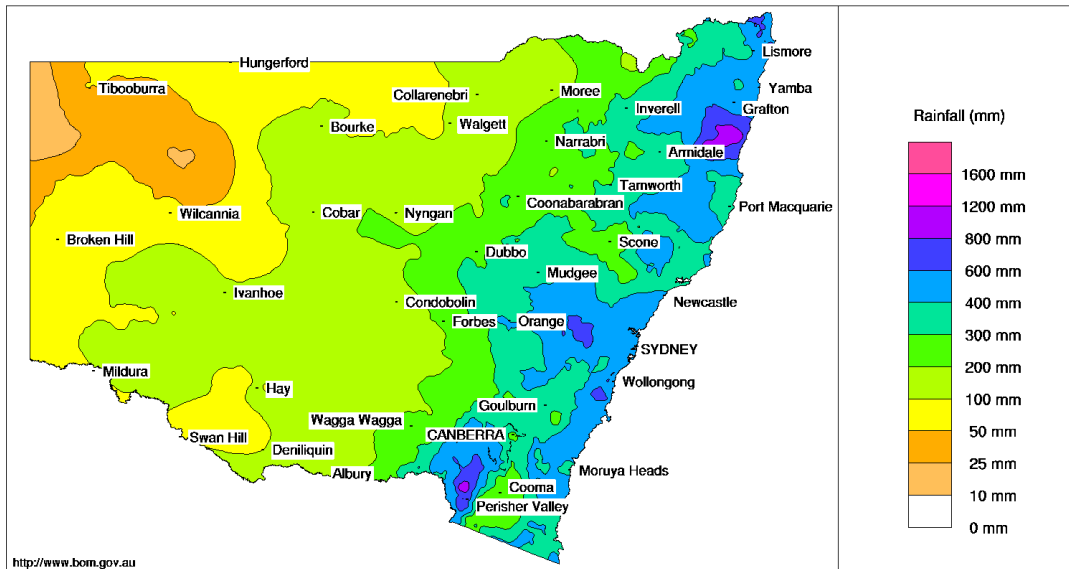 Hungerford
Lismore
Tibooburra
Yamba
Collarenebri
Moree
Inverell
Grafton
Bourke
Walgett
Narrabri
Armidale
Tamworth
Wilcannia
Cobar
Nyngan
Coonabarabran
Port Macquarie
Broken Hill
Scone
Dubbo
Mudgee
Ivanhoe
Condobolin
Newcastle
Forbes
Orange
SYDNEY
Mildura
Hay
Wollongong
Goulburn
Wagga Wagga
Swan Hill
CANBERRA
Deniliquin
Albury
Moruya Heads
Cooma
Perisher Valley
http://www.bom.gov.au
Rainfall (mm)
1600 mm
1200 mm
800 mm
600 mm
400 mm
300 mm
200 mm
100 mm
50 mm
25 mm
10 mm
0 mm